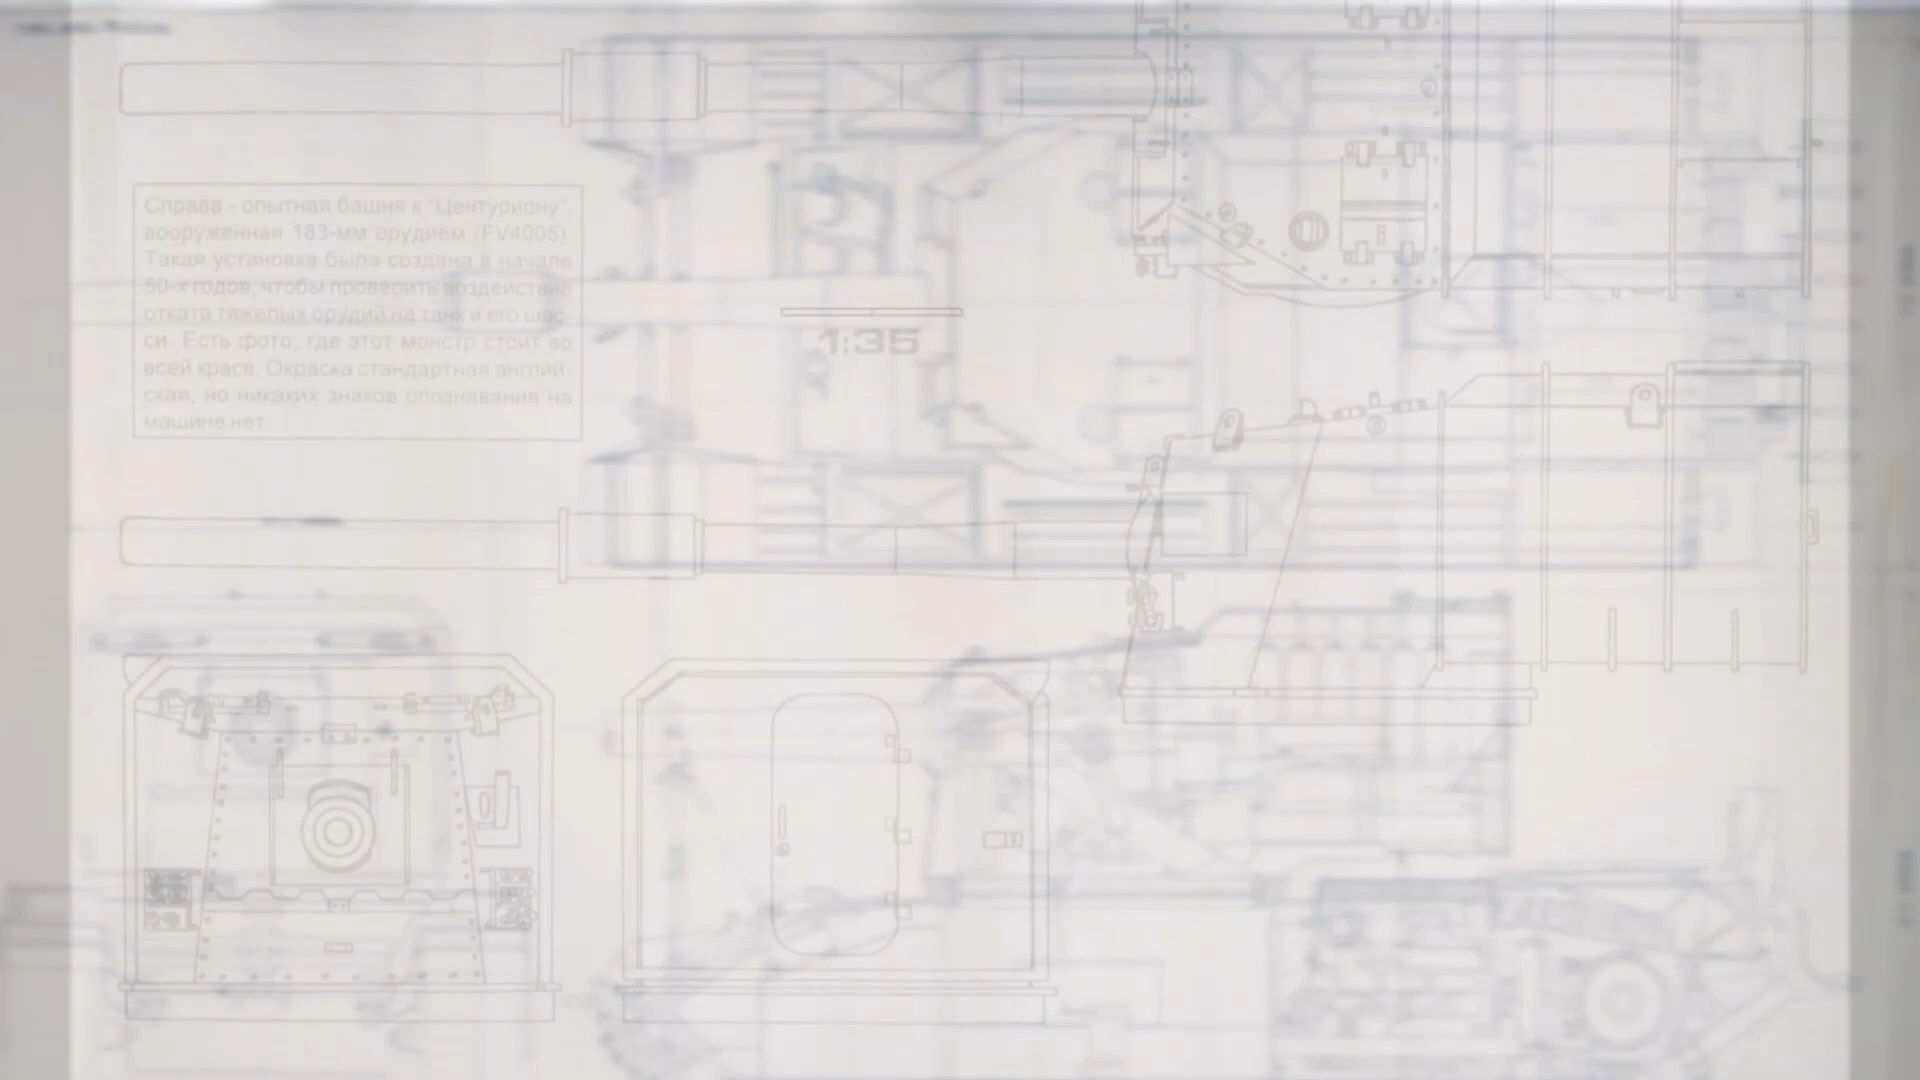 Справа - опытная башня к "Центуриону",
вооруженная 183-мм орудием (FV4005)
Такая установка была создана в начале
50-х годов, чтобы проверить воздействие
отката тяжелых орудий на танк и его шас-
си. Есть фото, где этот монстр стоит во
всей красе. Окраска стандартная англий-
ская, но никаких знаков опознавания на
машине нет.
1:35